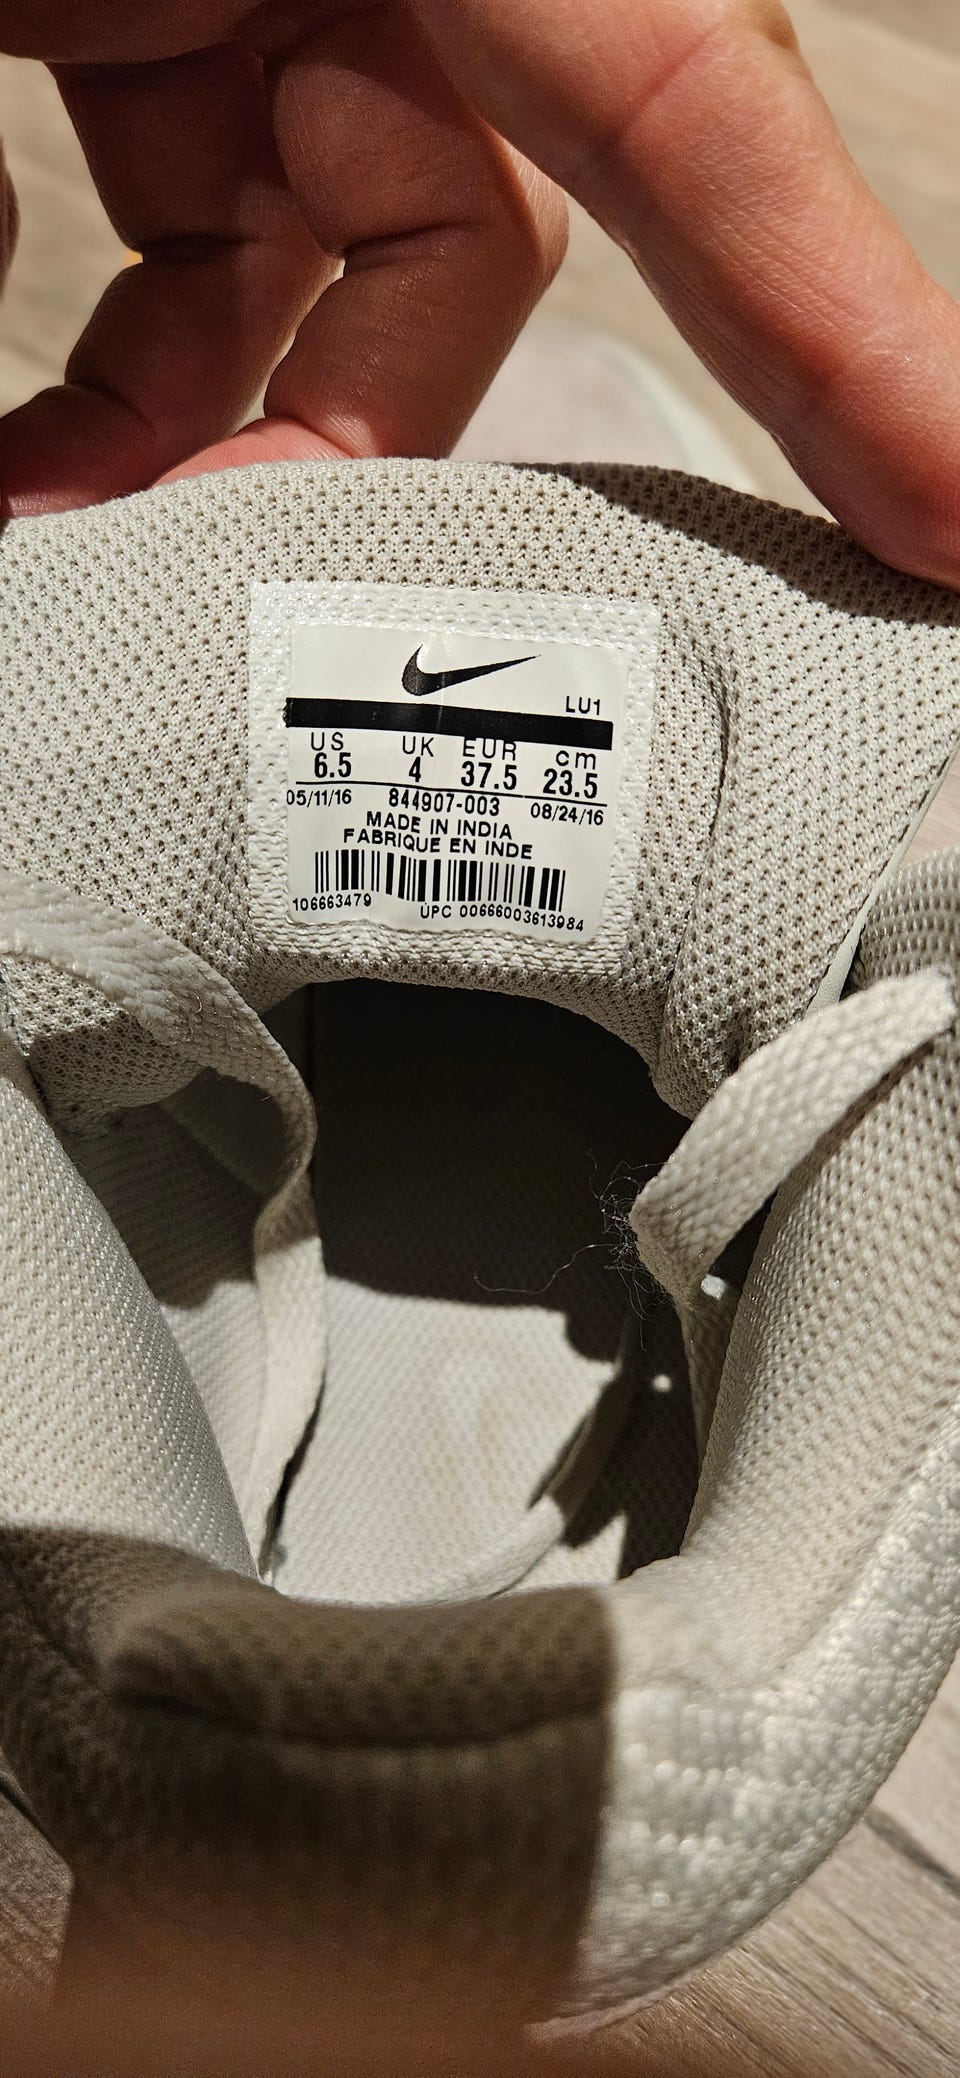 LU1
US UK EUR cm
6.5 4 37.5 23.5
05/11/16 844907-003 08/24/16
MADE IN INDIA
FABRIQUE EN INDE
106663479 UPC 00666003613984